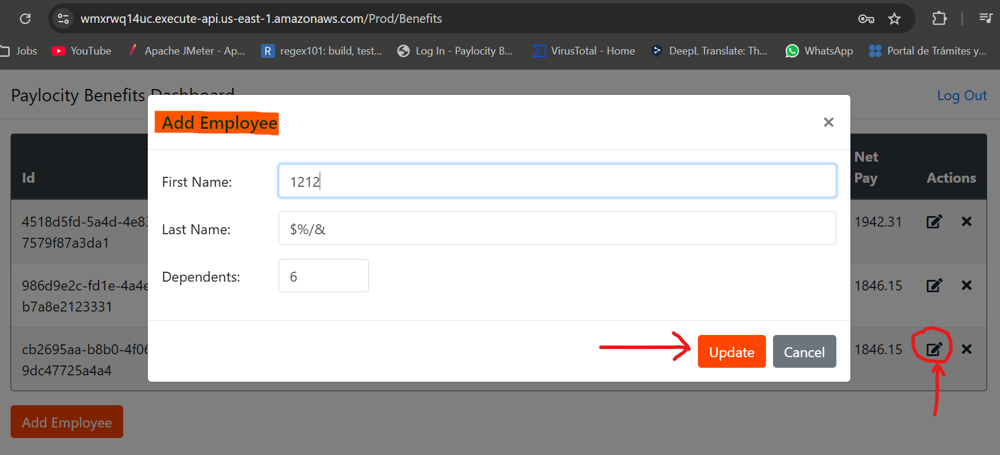 wmxrwq14uc.execute-api.us-east-1.amazonaws.com/Prod/Benefits
Jobs YouTube Apache JMeter - Ap... regex101: build, test... Log In - Paylocity B... VirusTotal - Home DeepL Translate: Th... WhatsApp Portal de Trámites y...
Paylocity Benefits Dashboard
Log Out
Add Employee
×
Id
Net
Pay
Actions
First Name: 1212
Last Name: $%/&
Dependents: 6
4518d5fd-5a4d-4e83
7579f87a3da1
1942.31
986d9e2c-fd1e-4a4e
b7a8e2123331
1846.15
cb2695aa-b8b0-4f06
9dc47725a4a4
1846.15
Update Cancel
Add Employee